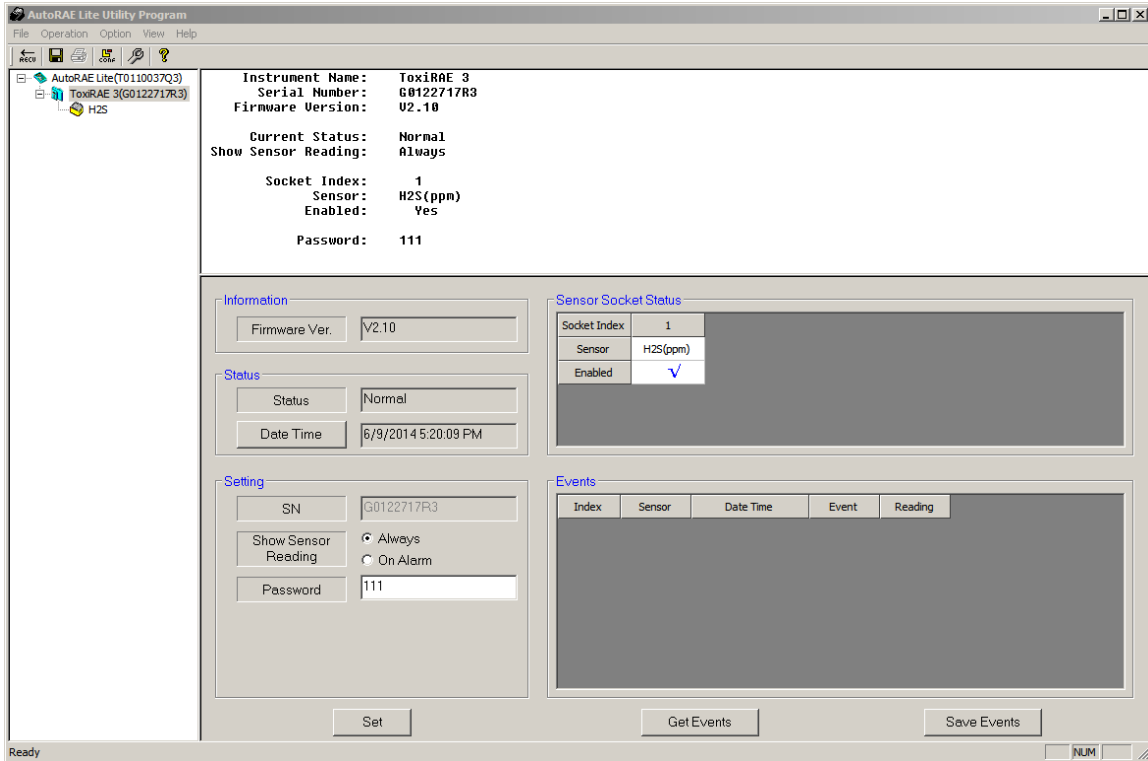 AutoRAE Lite Utility Program
File Operation Option View Help
RECU CONF
AutoRAE Lite(T0110037Q3)
ToxiRAE 3(G0122717R3)
H2S
Instrument Name: ToxiRAE 3
Serial Number: G0122717R3
Firmware Version: V2.10
Current Status: Normal
Show Sensor Reading: Always
Socket Index: 1
Sensor: H2S(ppm)
Enabled: Yes
Password: 111
Information
Firmware Ver. V2.10
Status
Status Normal
Date Time 6/9/2014 5:20:09 PM
Sensor Socket Status
Socket Index 1
Sensor H2S(ppm)
Enabled √
Setting
SN G0122717R3
Show Sensor Reading
Always
On Alarm
Password 111
Events
Index Sensor Date Time Event Reading
Set Get Events Save Events
Ready NUM